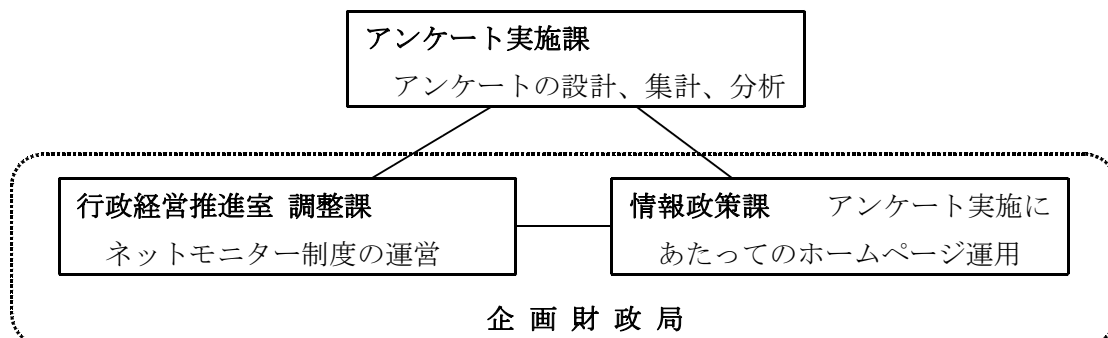 アンケート実施課
アンケートの設計、集計、分析
行政経営推進室 調整課
ネットモニター制度の運営
情報政策課 アンケート実施に
あたってのホームページ運用
企 画 財 政 局